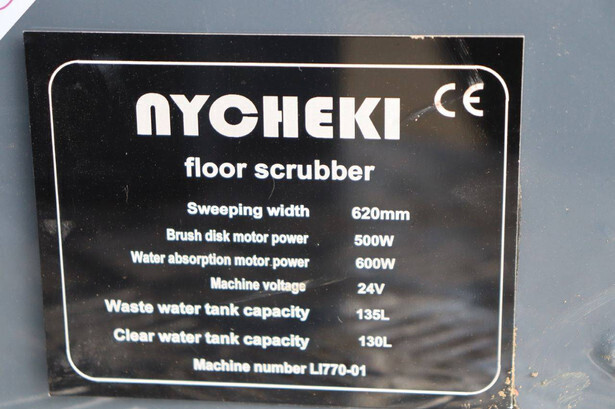 NYCHEKI
CE
floor scrubber
Sweeping width 620mm
Brush disk motor power 500W
Water absorption motor power 600W
Machine voltage 24V
Waste water tank capacity 135L
Clear water tank capacity 130L
Machine number LI770-01